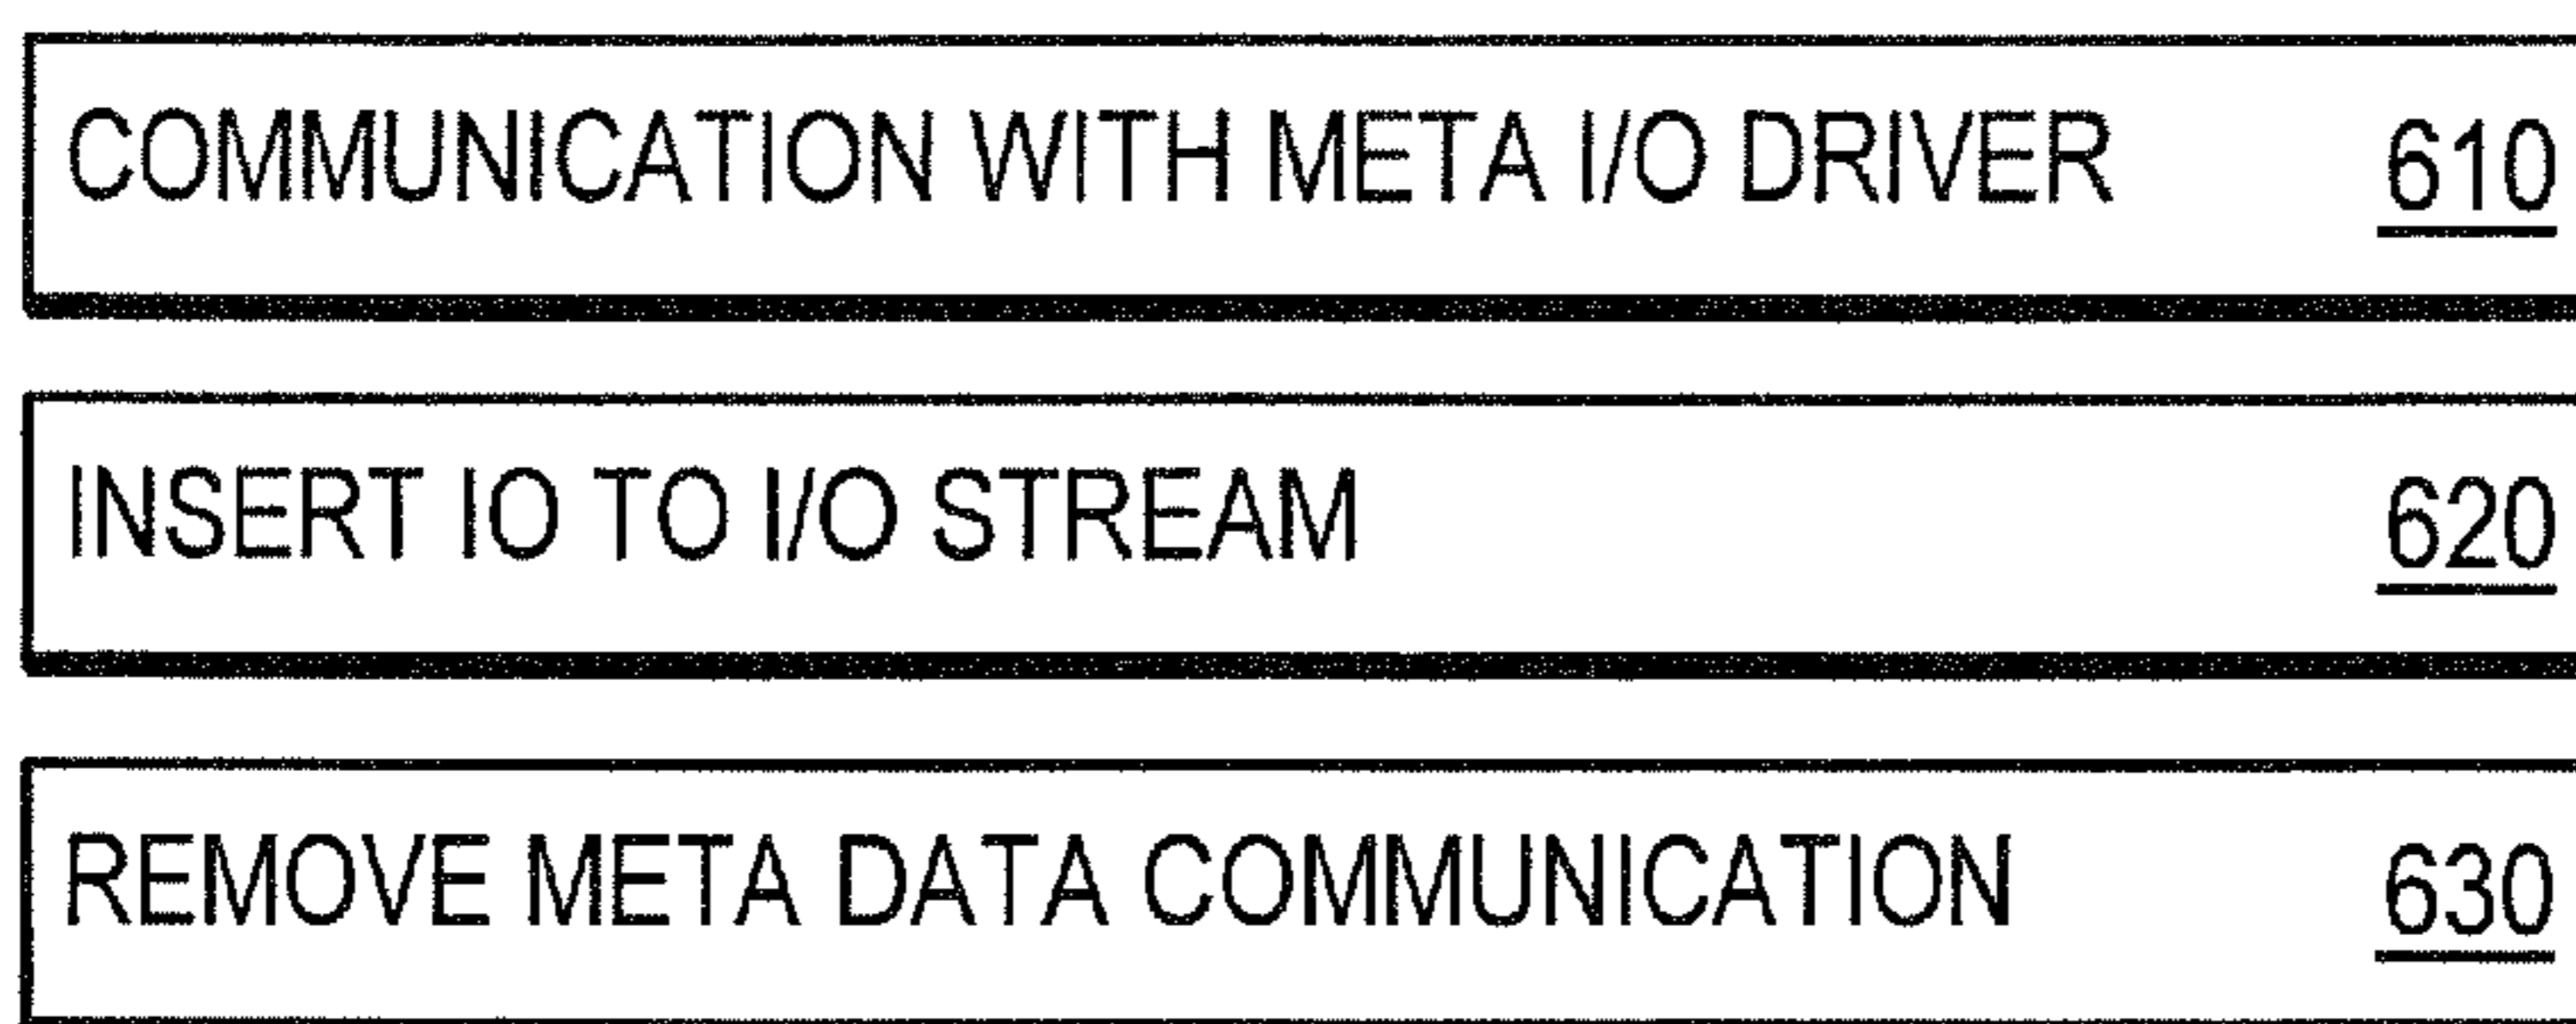 COMMUNICATION WITH META I/O DRIVER 610
INSERT IO TO I/O STREAM 620
REMOVE META DATA COMMUNICATION 630